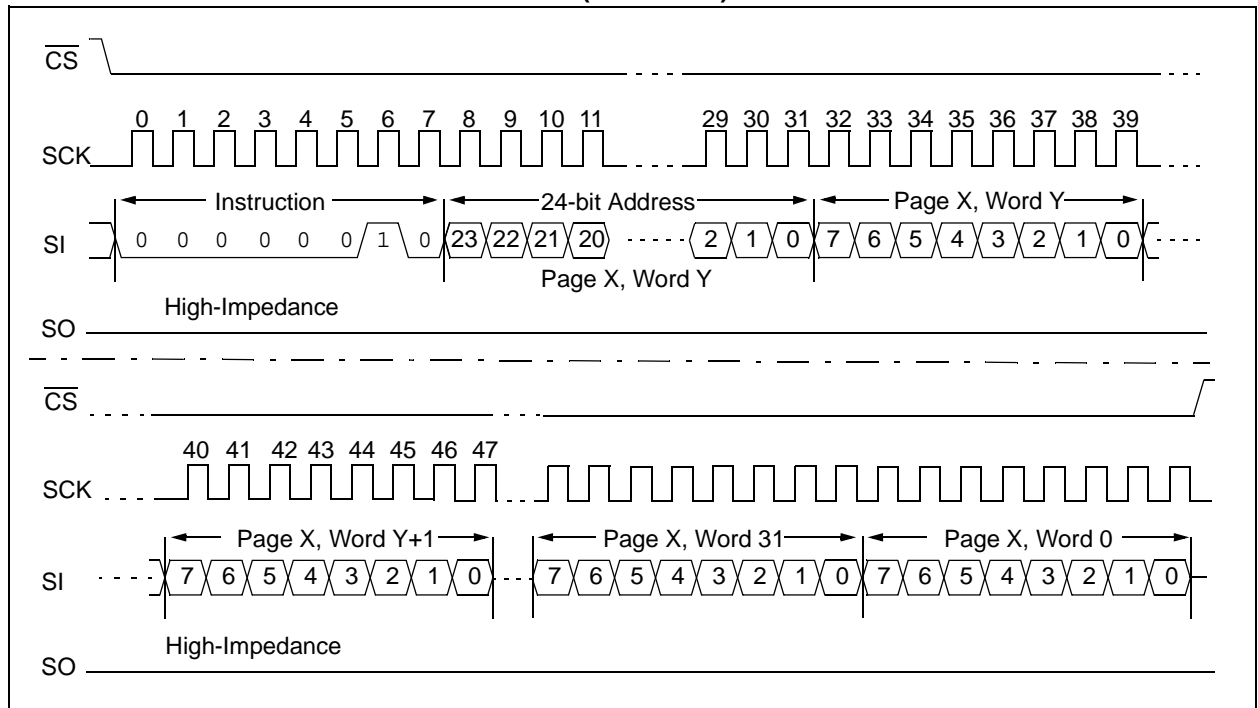 CS
0 1 2 3 4 5 6 7 8 9 10 11 29 30 31 32 33 34 35 36 37 38 39
SCK
Instruction 24-bit Address Page X, Word Y
SI 0 0 0 0 0 0 1 0 23 22 21 20 2 1 0 7 6 5 4 3 2 1 0
Page X, Word Y
High-Impedance
SO
CS
40 41 42 43 44 45 46 47
SCK
Page X, Word Y+1 Page X, Word 31 Page X, Word 0
SI 7 6 5 4 3 2 1 0 7 6 5 4 3 2 1 0 7 6 5 4 3 2 1 0
High-Impedance
SO